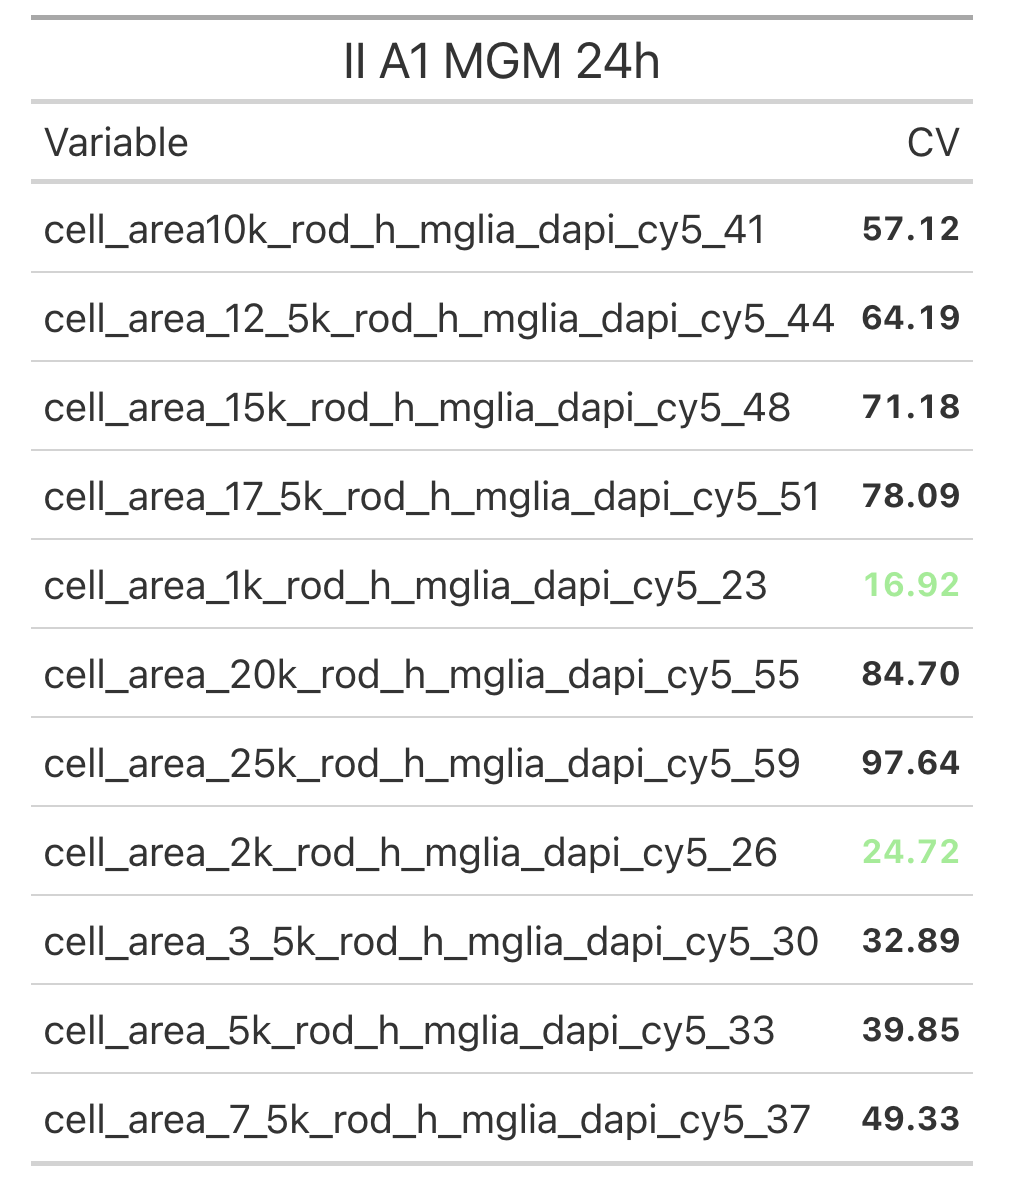 II A1 MGM 24h
Variable CV
cell_area10k_rod_h_mglia_dapi_cy5_41 57.12
cell_area_12_5k_rod_h_mglia_dapi_cy5_44 64.19
cell_area_15k_rod_h_mglia_dapi_cy5_48 71.18
cell_area_17_5k_rod_h_mglia_dapi_cy5_51 78.09
cell_area_1k_rod_h_mglia_dapi_cy5_23 16.92
cell_area_20k_rod_h_mglia_dapi_cy5_55 84.70
cell_area_25k_rod_h_mglia_dapi_cy5_59 97.64
cell_area_2k_rod_h_mglia_dapi_cy5_26 24.72
cell_area_3_5k_rod_h_mglia_dapi_cy5_30 32.89
cell_area_5k_rod_h_mglia_dapi_cy5_33 39.85
cell_area_7_5k_rod_h_mglia_dapi_cy5_37 49.33